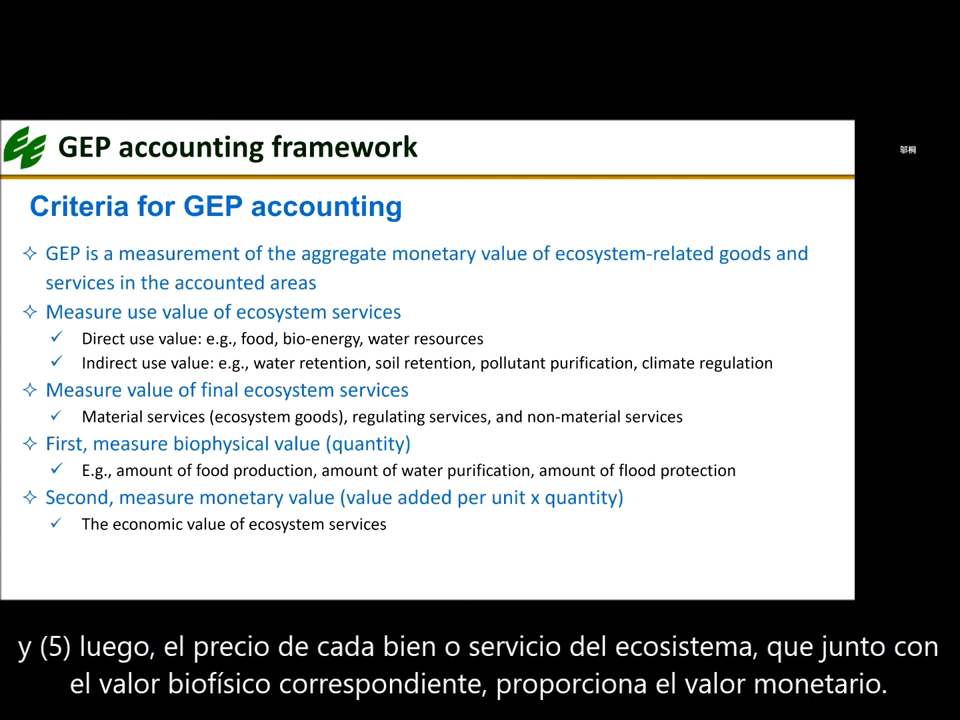 GEP accounting framework
邬桐
Criteria for GEP accounting
✧ GEP is a measurement of the aggregate monetary value of ecosystem-related goods and
services in the accounted areas
✧ Measure use value of ecosystem services
✓ Direct use value: e.g., food, bio-energy, water resources
✓ Indirect use value: e.g., water retention, soil retention, pollutant purification, climate regulation
✧ Measure value of final ecosystem services
✓ Material services (ecosystem goods), regulating services, and non-material services
✧ First, measure biophysical value (quantity)
✓ E.g., amount of food production, amount of water purification, amount of flood protection
✧ Second, measure monetary value (value added per unit x quantity)
✓ The economic value of ecosystem services
y (5) luego, el precio de cada bien o servicio del ecosistema, que junto con
el valor biofísico correspondiente, proporciona el valor monetario.